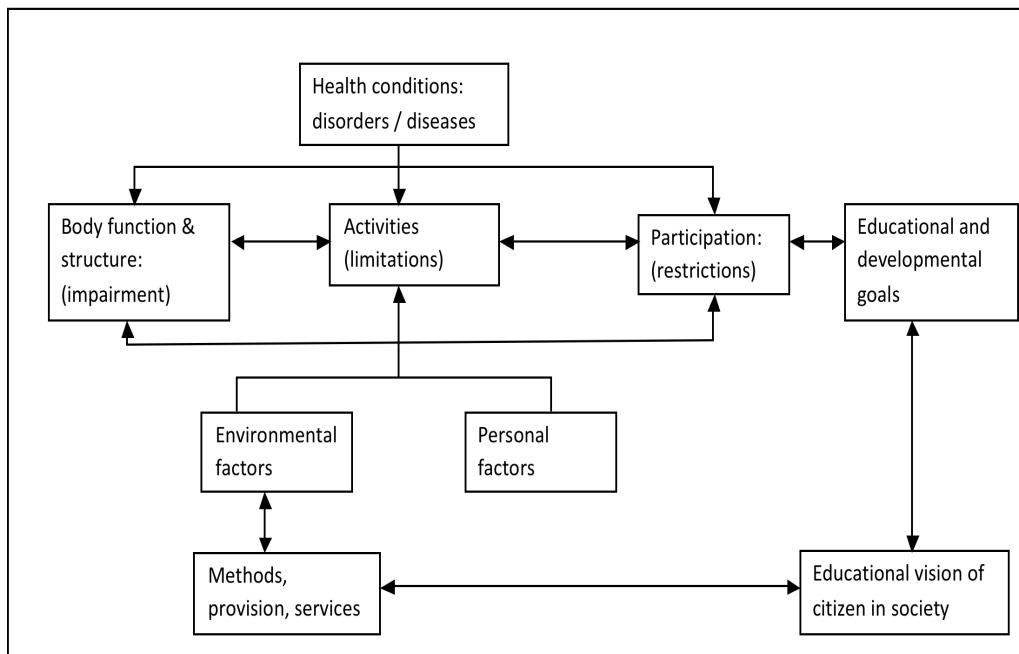 Health conditions:
disorders / diseases
Body function &
structure:
(impairment)
Activities
(limitations)
Participation:
(restrictions)
Educational and
developmental
goals
Environmental
factors
Personal
factors
Methods,
provision, services
Educational vision of
citizen in society